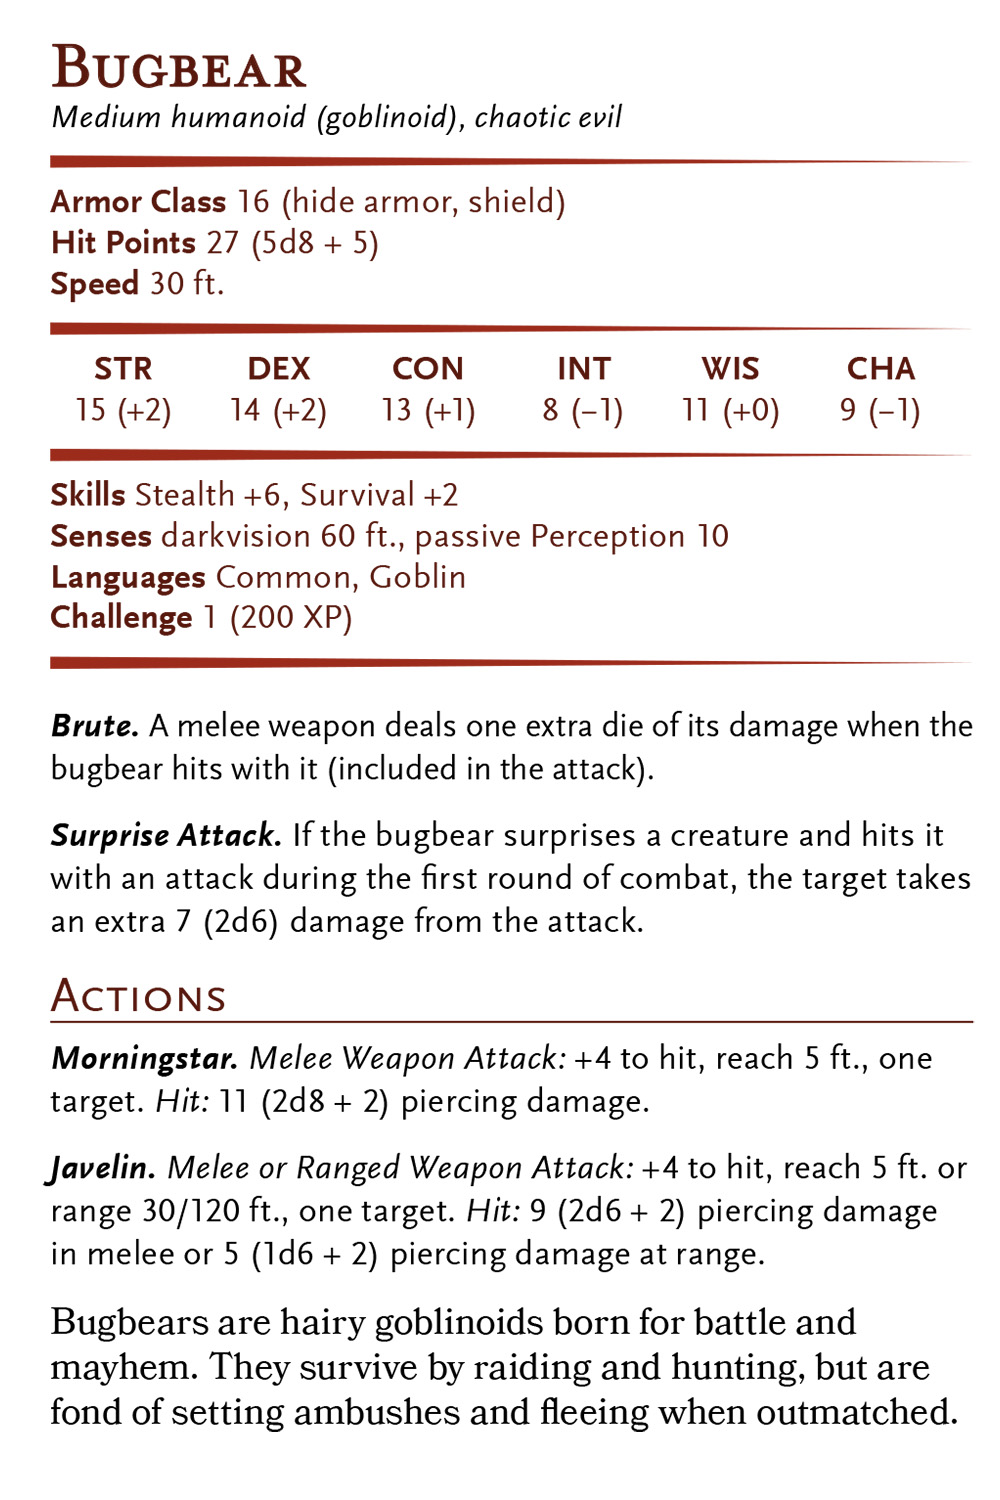 BUGBEAR
Medium humanoid (goblinoid), chaotic evil
Armor Class 16 (hide armor, shield)
Hit Points 27 (5d8 + 5)
Speed 30 ft.
STR DEX CON INT WIS CHA
15 (+2) 14 (+2) 13 (+1) 8 (–1) 11 (+0) 9 (–1)
Skills Stealth +6, Survival +2
Senses darkvision 60 ft., passive Perception 10
Languages Common, Goblin
Challenge 1 (200 XP)
Brute. A melee weapon deals one extra die of its damage when the
bugbear hits with it (included in the attack).
Surprise Attack. If the bugbear surprises a creature and hits it
with an attack during the first round of combat, the target takes
an extra 7 (2d6) damage from the attack.
ACTIONS
Morningstar. Melee Weapon Attack: +4 to hit, reach 5 ft., one
target. Hit: 11 (2d8 + 2) piercing damage.
Javelin. Melee or Ranged Weapon Attack: +4 to hit, reach 5 ft. or
range 30/120 ft., one target. Hit: 9 (2d6 + 2) piercing damage
in melee or 5 (1d6 + 2) piercing damage at range.
Bugbears are hairy goblinoids born for battle and
mayhem. They survive by raiding and hunting, but are
fond of setting ambushes and fleeing when outmatched.